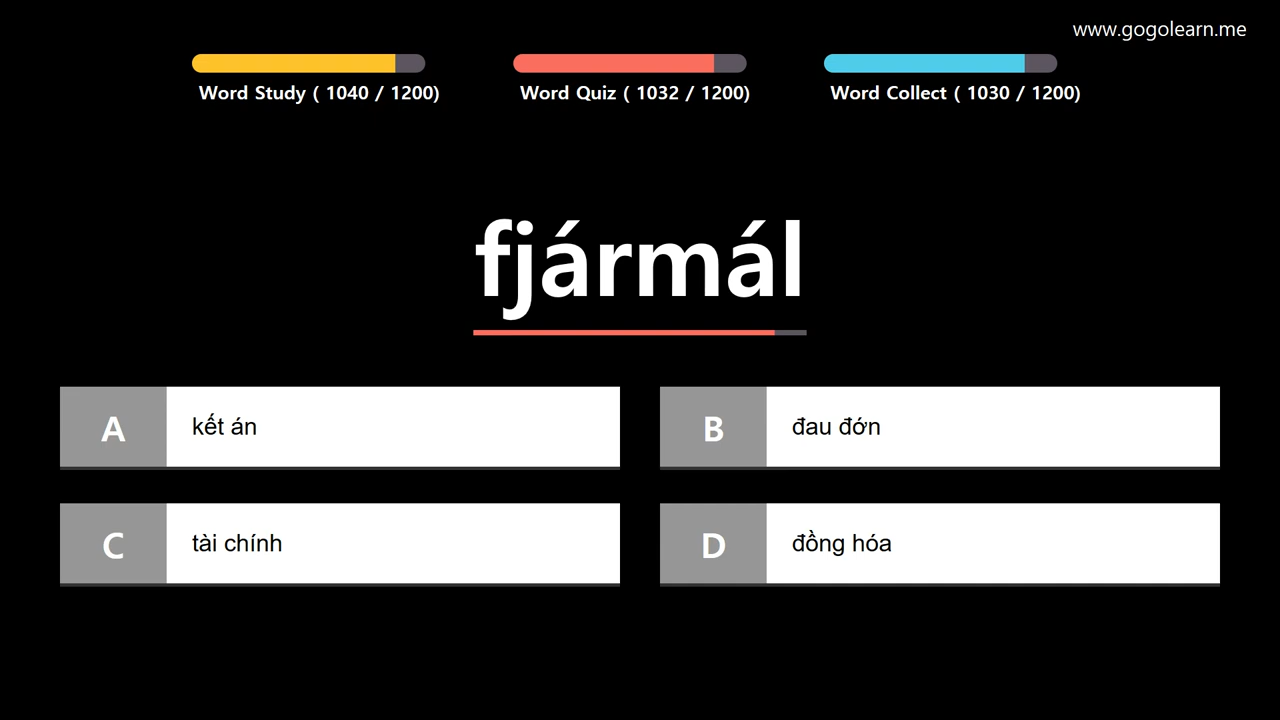 www.gogolearn.me
Word Study ( 1040 / 1200)
Word Quiz ( 1032 / 1200)
Word Collect ( 1030 / 1200)
fjármál
A kết án
B đau đớn
C tài chính
D đồng hóa